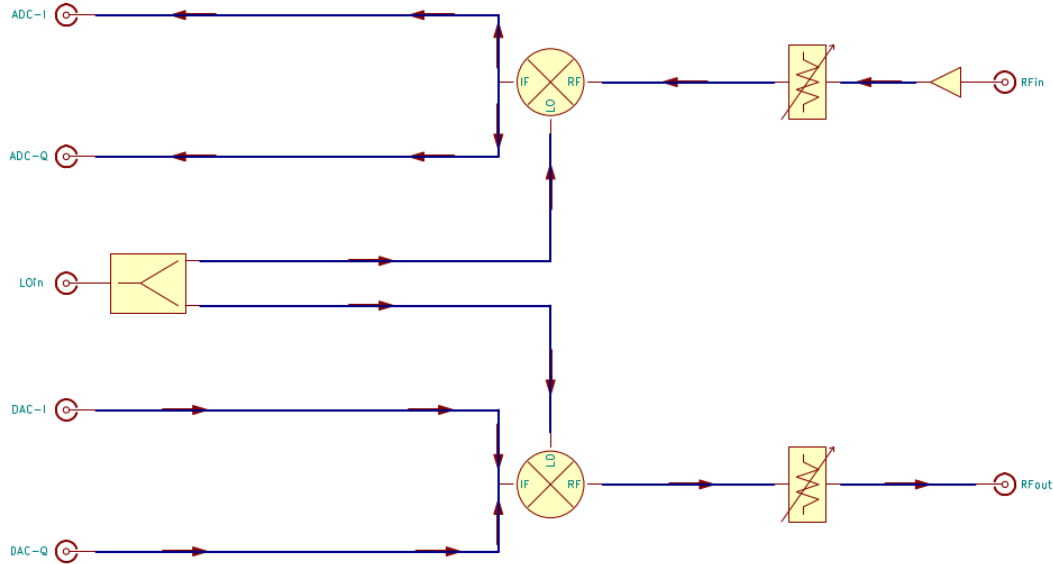 ADC-I
IF
RF
LO
RFin
ADC-Q
LOin
DAC-I
LO
IF
RF
RFout
DAC-Q